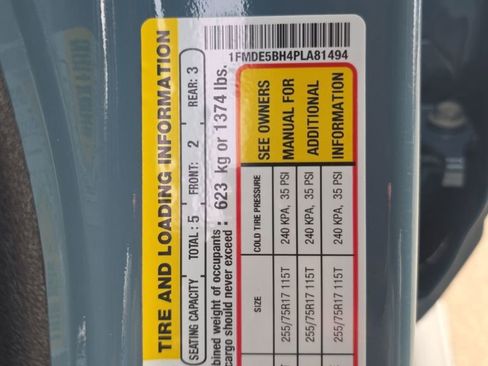 1FMDE5BH4PLA81494
TIRE AND LOADING INFORMATION
SEATING CAPACITY TOTAL: 5 FRONT: 2 REAR: 3
bined weight of occupants
cargo should never exceed : 623 kg or 1374 lbs.
SIZE COLD TIRE PRESSURE SEE OWNERS
255/75R17 115T 240 KPA, 35 PSI MANUAL FOR
255/75R17 115T 240 KPA, 35 PSI ADDITIONAL
255/75R17 115T 240 KPA, 35 PSI INFORMATION